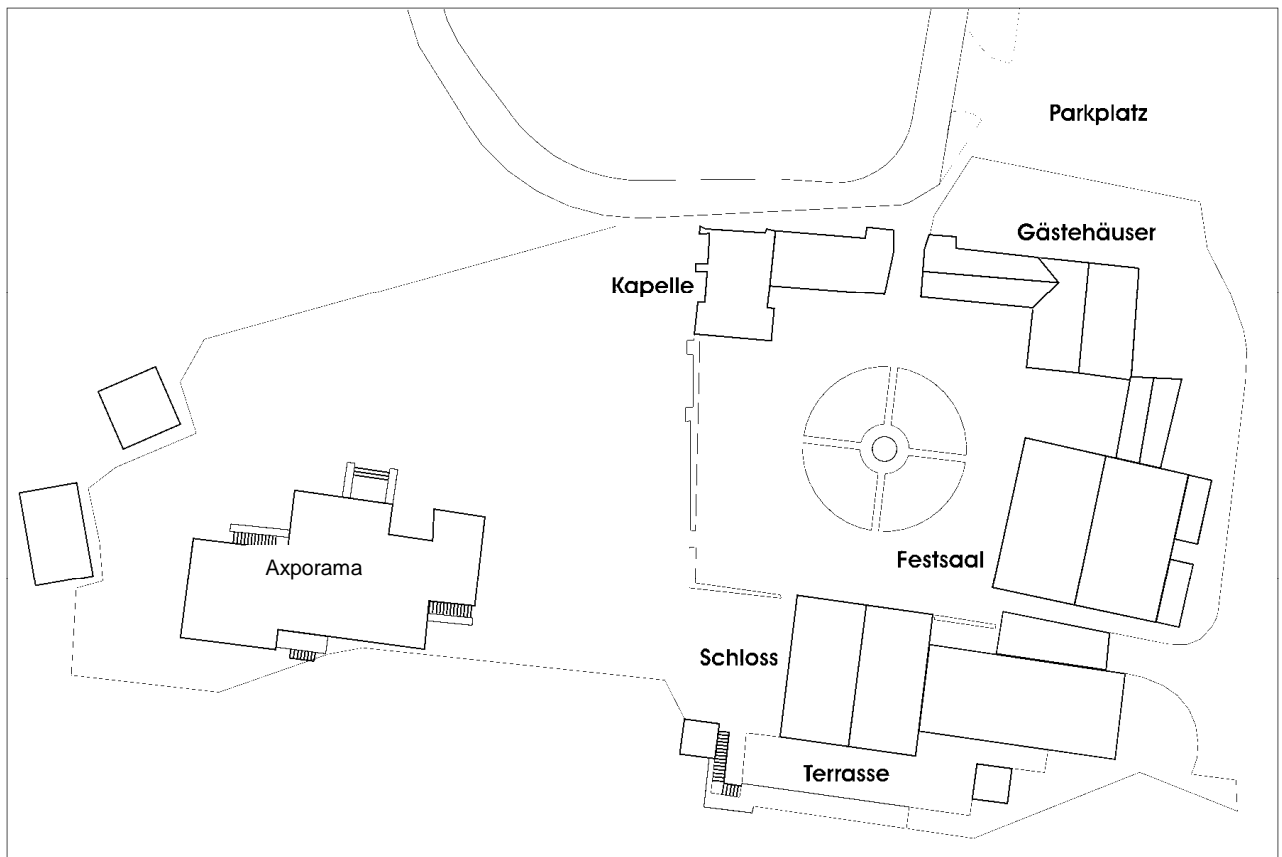 Parkplatz
Gästehäuser
Kapelle
Festsaal
Axporama
Schloss
Terrasse